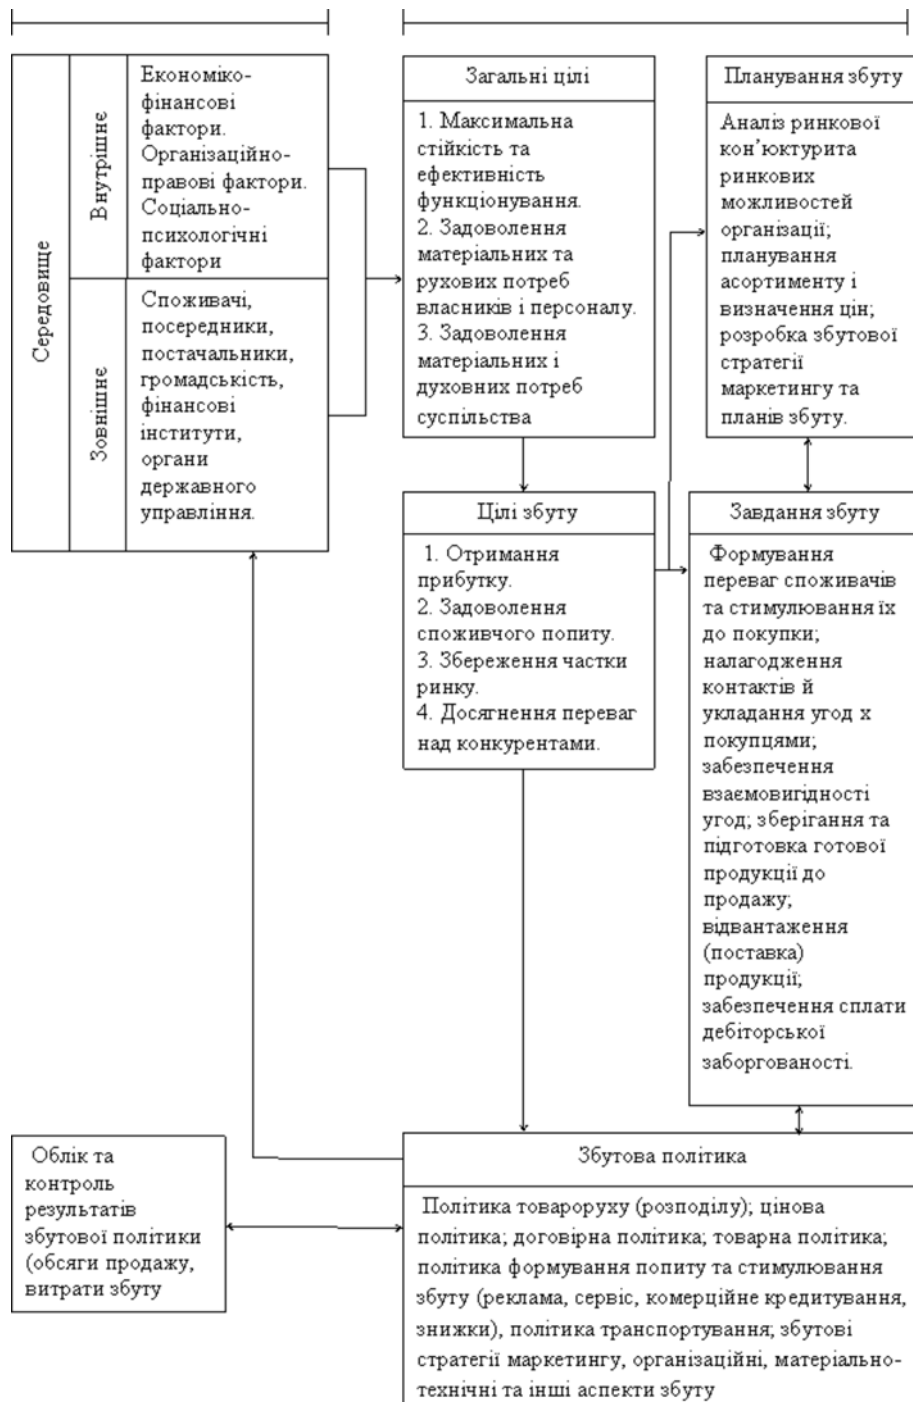 Середовище
Внутрішнє
Економіко-
фінансові
фактори.
Організаційно-
правові фактори.
Соціально-
психологічні
фактори
Зовнішнє
Споживачі,
посередники,
постачальники,
громадськість,
фінансові
інститути,
органи
державного
управління.
Загальні цілі
1. Максимальна
стійкість та
ефективність
функціонування.
2. Задоволення
матеріальних та
рухових потреб
власників і персоналу.
3. Задоволення
матеріальних і
духовних потреб
суспільства
Планування збуту
Аналіз ринкової
кон’юктурита
ринкових
можливостей
організації;
планування
асортименту і
визначення цін;
розробка збутової
стратегії
маркетингу та
планів збуту.
Цілі збуту
1. Отримання
прибутку.
2. Задоволення
споживчого попиту.
3. Збереження частки
ринку.
4. Досягнення переваг
над конкурентами.
Завдання збуту
Формування
переваг споживачів
та стимулювання їх
до покупки;
налагодження
контактів й
укладання угод х
покупцями;
забезпечення
взаємовигідності
угод; зберігання та
підготовка готової
продукції до
продажу;
відвантаження
(поставка)
продукції;
забезпечення сплати
дебіторської
заборгованості.
Облік та
контроль
результатів
збутової політики
(обсяги продажу,
витрати збуту
Збутова політика
Політика товароруху (розподілу); цінова
політика; договірна політика; товарна політика;
політика формування попиту та стимулювання
збуту (реклама, сервіс, комерційне кредитування,
знижки), політика транспортування; збутові
стратегії маркетингу, організаційні, матеріально-
технічні та інші аспекти збуту